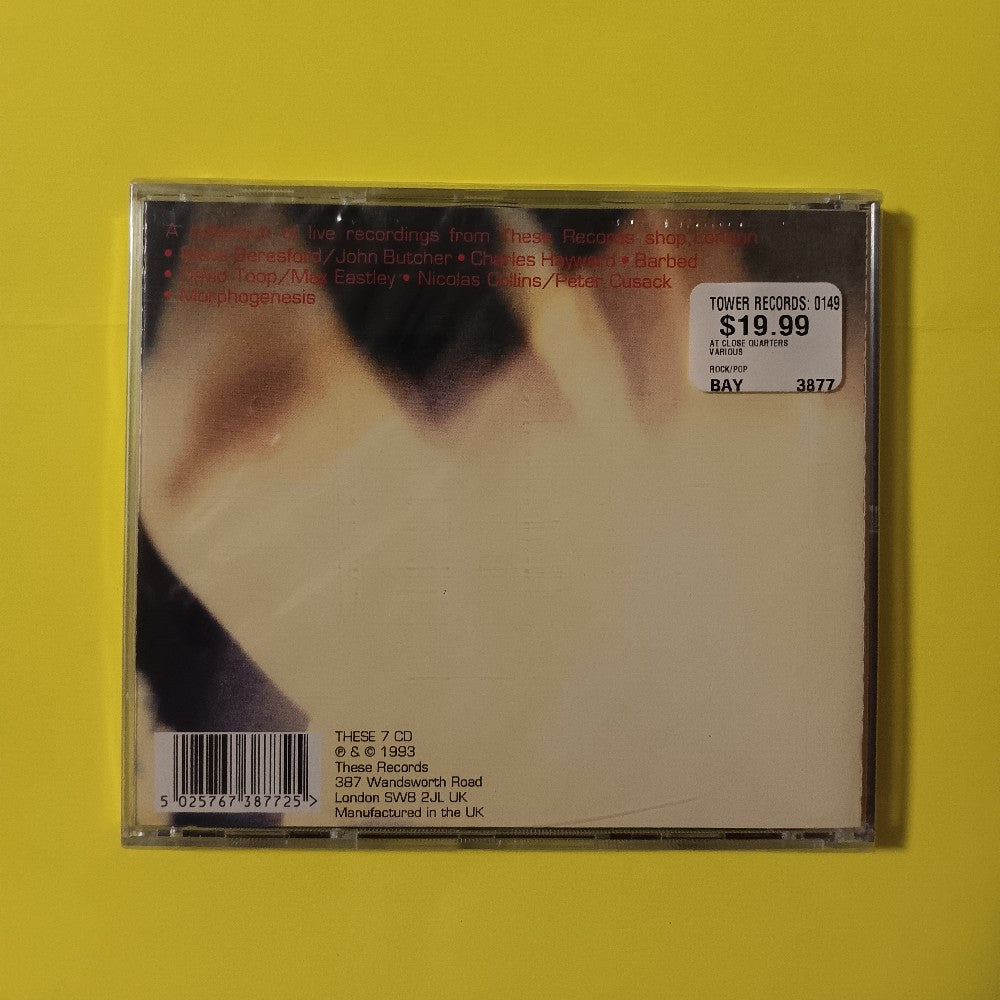 A collection of live recordings from These Records shop, London
• Steve Beresford/John Butcher • Charles Hayward • Barbed
• David Toop/Max Eastley • Nicolas Collins/Peter Cusack
• Morphogenesis
TOWER RECORDS: 0149
$19.99
AT CLOSE QUARTERS
VARIOUS
ROCK/POP
BAY 3877
THESE 7 CD
℗ & © 1993
These Records
387 Wandsworth Road
London SW8 2JL UK
Manufactured in the UK
5 025767 387725 >